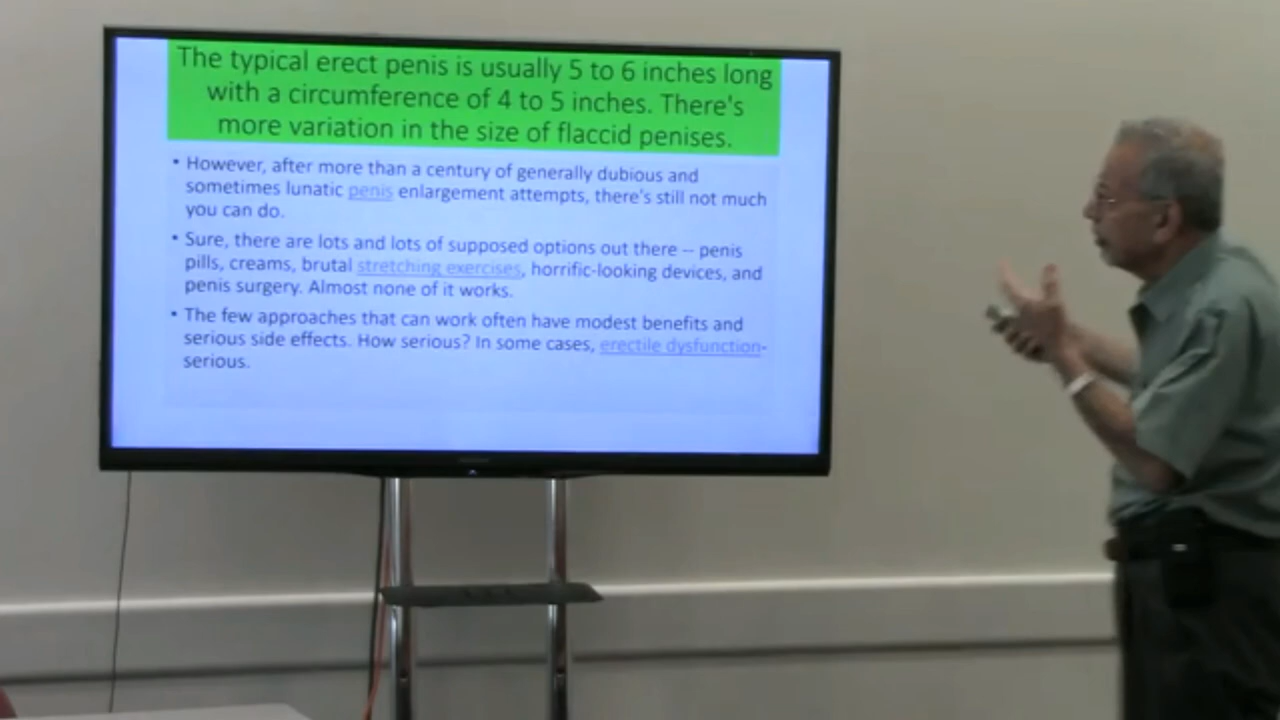 The typical erect penis is usually 5 to 6 inches long
with a circumference of 4 to 5 inches. There's
more variation in the size of flaccid penises.
• However, after more than a century of generally dubious and
sometimes lunatic penis enlargement attempts, there's still not much
you can do.
• Sure, there are lots and lots of supposed options out there -- penis
pills, creams, brutal stretching exercises, horrific-looking devices, and
penis surgery. Almost none of it works.
• The few approaches that can work often have modest benefits and
serious side effects. How serious? In some cases, erectile dysfunction-
serious.